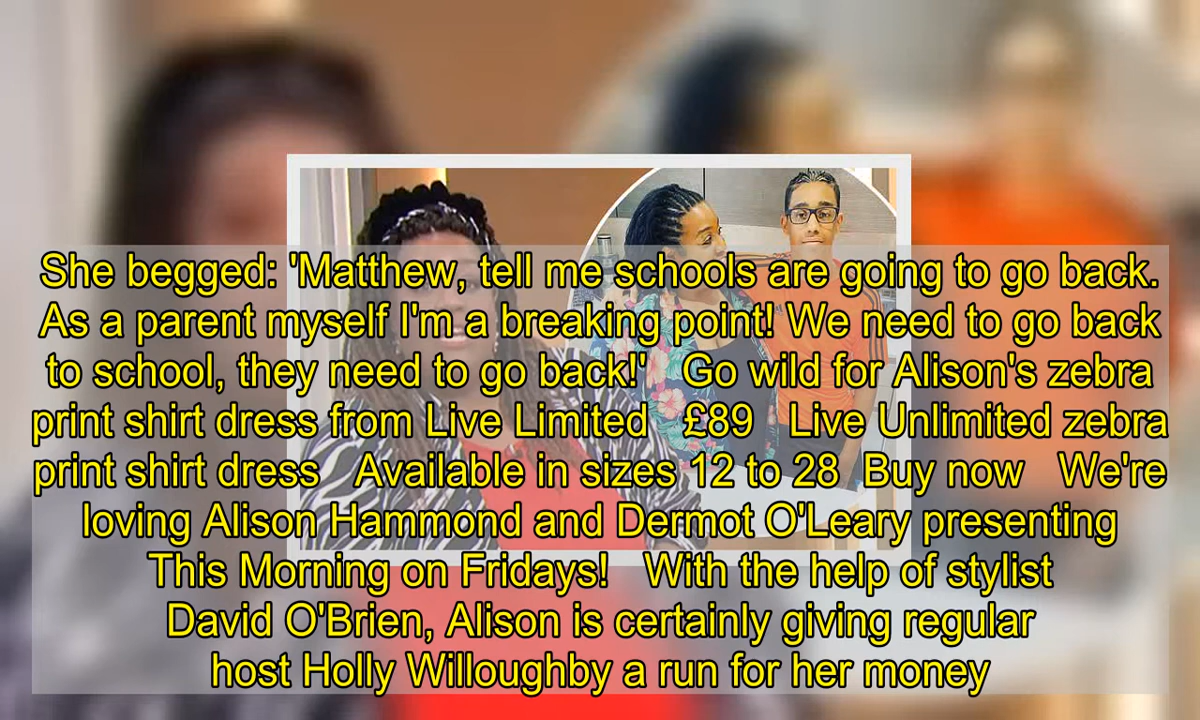 She begged: 'Matthew, tell me schools are going to go back.
As a parent myself I'm a breaking point! We need to go back
to school, they need to go back!'   Go wild for Alison's zebra
print shirt dress from Live Limited   £89   Live Unlimited zebra
print shirt dress   Available in sizes 12 to 28  Buy now   We're
loving Alison Hammond and Dermot O'Leary presenting
This Morning on Fridays!   With the help of stylist
David O'Brien, Alison is certainly giving regular
host Holly Willoughby a run for her money